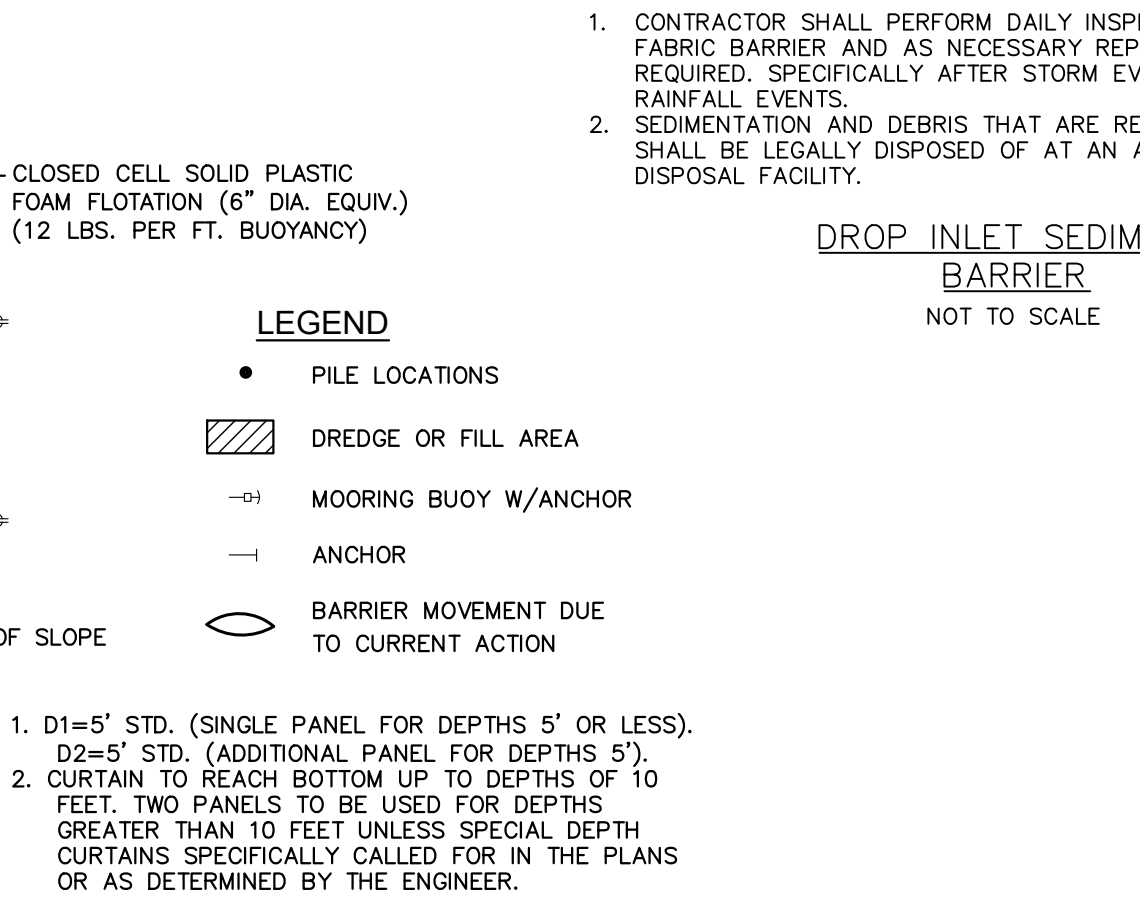 1. CONTRACTOR SHALL PERFORM DAILY
FABRIC BARRIER AND AS NECESSARY
REQUIRED. SPECIFICALLY AFTER STORM
RAINFALL EVENTS.
2. SEDIMENTATION AND DEBRIS THAT ARE
SHALL BE LEGALLY DISPOSED OF AT AN
DISPOSAL FACILITY.
DROP INLET
BARRIER
NOT TO SCALE
CLOSED CELL SOLID PLASTIC
FOAM FLOTATION (6” DIA. EQUIV.)
(12 LBS. PER FT. BUOYANCY)
LEGEND
PILE LOCATIONS
DREDGE OR FILL AREA
MOORING BUOY W/ANCHOR
ANCHOR
BARRIER MOVEMENT DUE
TO CURRENT ACTION
OF SLOPE
1. D1=5’ STD. (SINGLE PANEL FOR DEPTHS 5’ OR LESS).
D2=5’ STD. (ADDITIONAL PANEL FOR DEPTHS 5’).
2. CURTAIN TO REACH BOTTOM UP TO DEPTHS OF 10
FEET. TWO PANELS TO BE USED FOR DEPTHS
GREATER THAN 10 FEET UNLESS SPECIAL DEPTH
CURTAINS SPECIFICALLY CALLED FOR IN THE PLANS
OR AS DETERMINED BY THE ENGINEER.